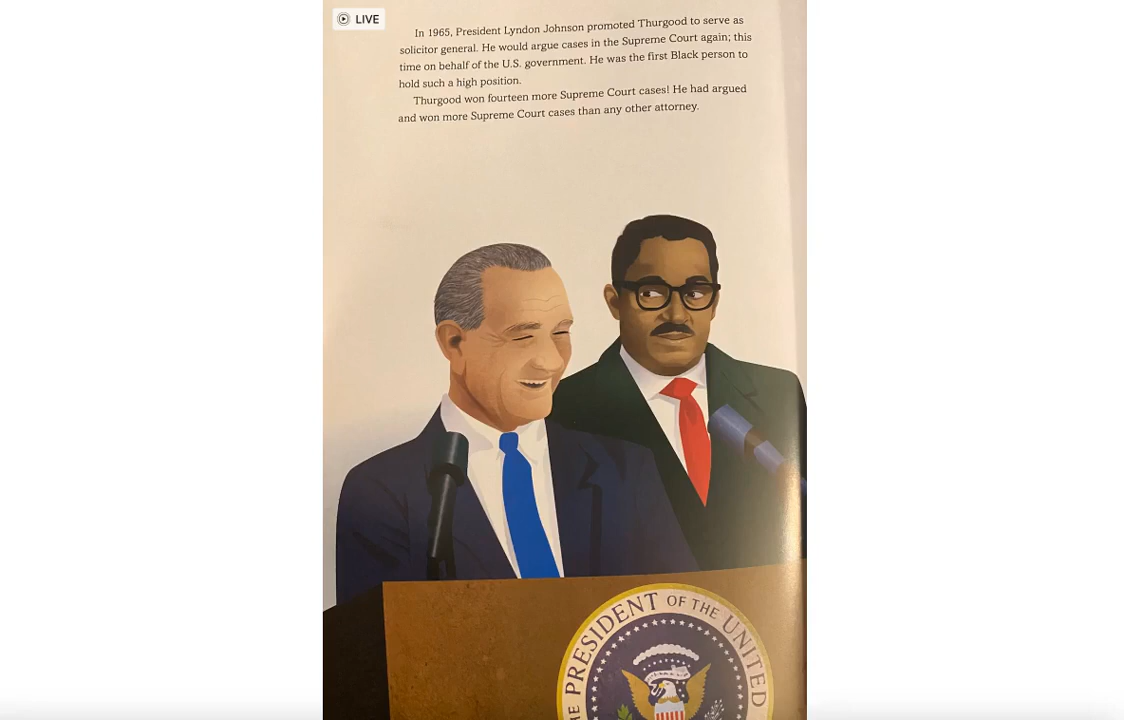 LIVE
In 1965, President Lyndon Johnson promoted Thurgood to serve as
solicitor general. He would argue cases in the Supreme Court again; this
time on behalf of the U.S. government. He was the first Black person to
hold such a high position.
Thurgood won fourteen more Supreme Court cases! He had argued
and won more Supreme Court cases than any other attorney.
PRESIDENT OF THE UNITED